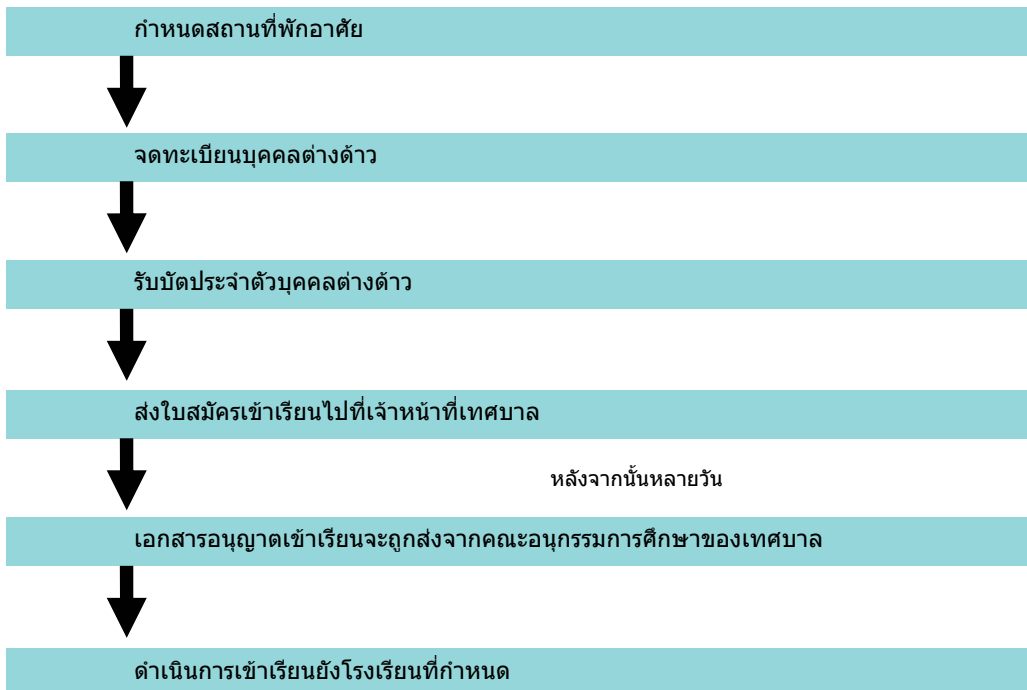 กำหนดสถานที่พักอาศัย
จดทะเบียนบุคคลต่างด้าว
รับบัตประจำตัวบุคคลต่างด้าว
ส่งใบสมัครเข้าเรียนไปที่เจ้าหน้าที่เทศบาล
หลังจากนั้นหลายวัน
เอกสารอนุญาตเข้าเรียนจะถูกส่งจากคณะอนุกรรมการศึกษาของเทศบาล
ดำเนินการเข้าเรียนยังโรงเรียนที่กำหนด